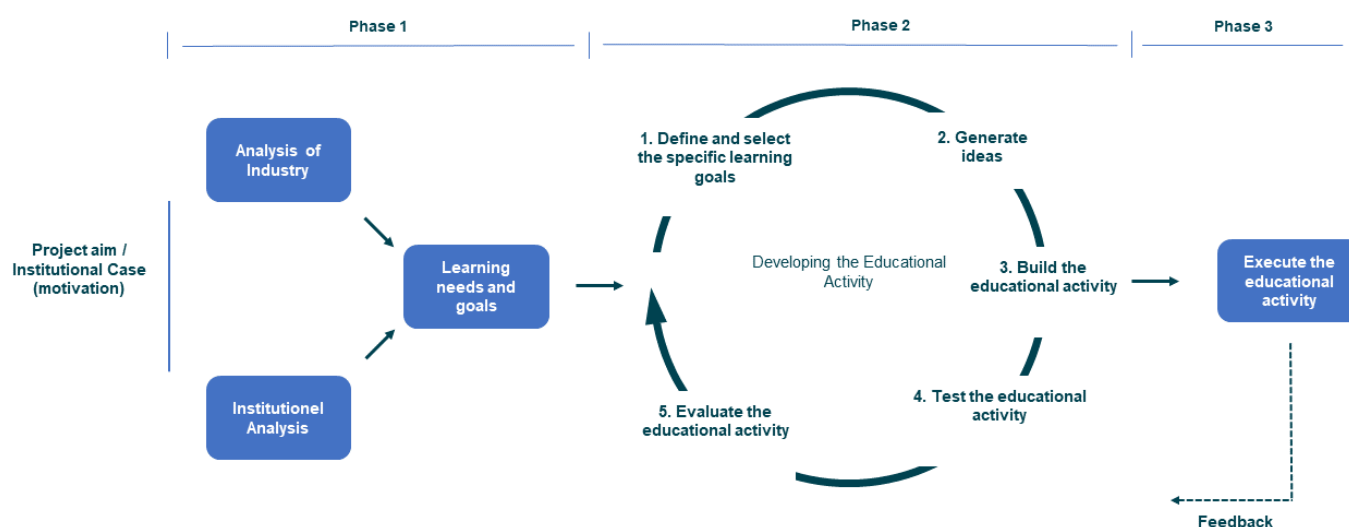 Phase 1
Phase 2
Phase 3
Project aim /
Institutional Case
(motivation)
Analysis of
Industry
Institutionel
Analysis
Learning
needs and
goals
1. Define and select
the specific learning
goals
2. Generate
ideas
Developing the Educational
Activity
3. Build the
educational activity
4. Test the educational
activity
5. Evaluate the
educational activity
Execute the
educational
activity
Feedback